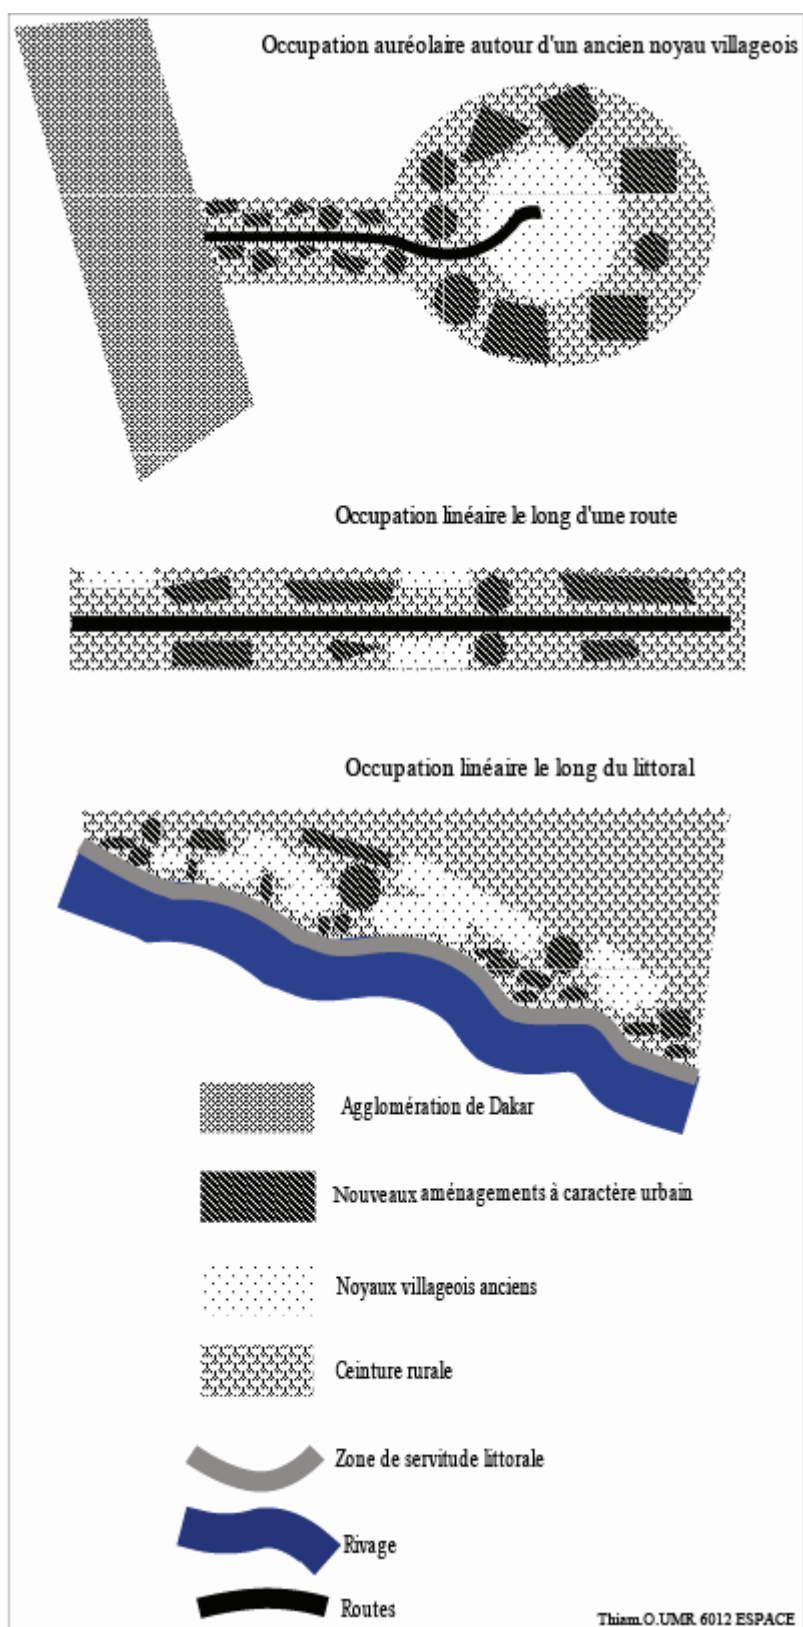 Occupation auréolaire autour d'un ancien noyau villageois
Occupation linéaire le long d'une route
Occupation linéaire le long du littoral
Agglomération de Dakar
Nouveaux aménagements à caractère urbain
Noyaux villageois anciens
Ceinture rurale
Zone de servitude littorale
Rivage
Routes
Thiam.O.UMR 6012 ESPACE